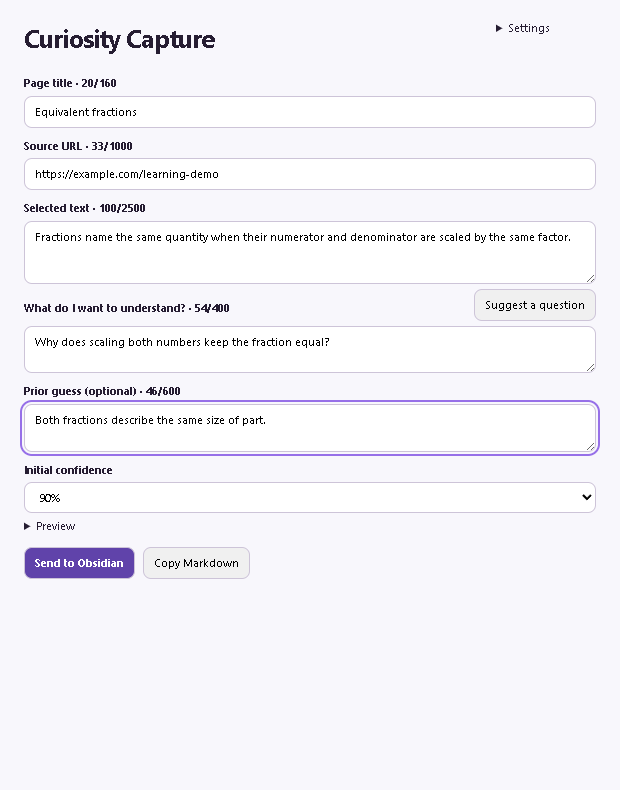 Curiosity Capture
▶ Settings
Page title · 20/160
Equivalent fractions
Source URL · 33/1000
https://example.com/learning-demo
Selected text · 100/2500
Fractions name the same quantity when their numerator and denominator are scaled by the same factor.
What do I want to understand? · 54/400
Suggest a question
Why does scaling both numbers keep the fraction equal?
Prior guess (optional) · 46/600
Both fractions describe the same size of part.
Initial confidence
90%
▶ Preview
Send to Obsidian
Copy Markdown